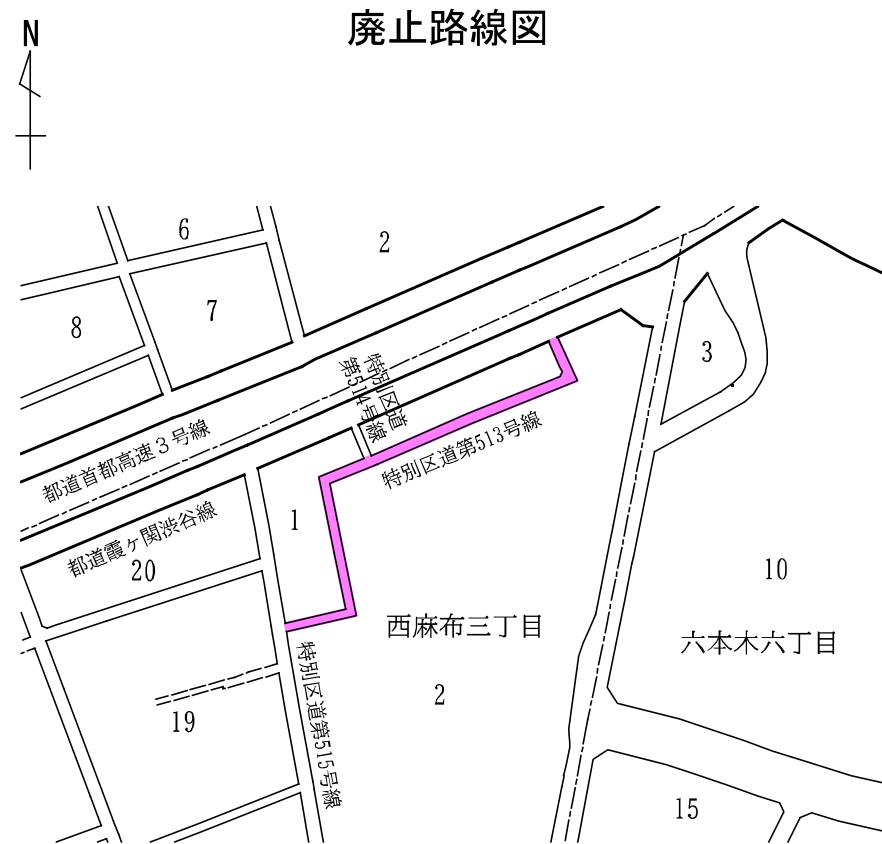 廃止路線図
N
6
2
7
8
3
特別区道
第514号線
都道首都高速3号線
特別区道第513号線
都道霞ヶ関渋谷線
1
20
10
西麻布三丁目
六本木六丁目
特別区道第515号線
2
19
15